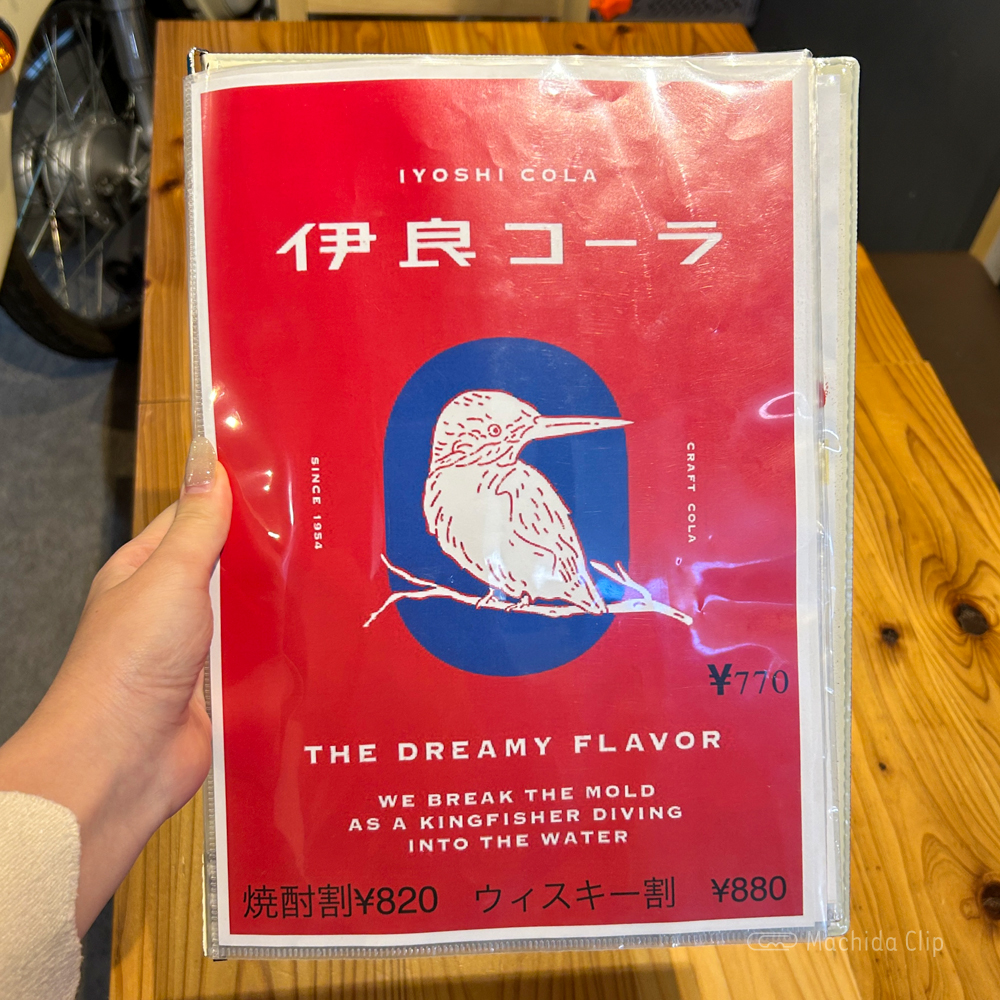 IYOSHI COLA
伊良コーラ
SINCE 1954
CRAFT COLA
¥770
THE DREAMY FLAVOR
WE BREAK THE MOLD
AS A KINGFISHER DIVING
INTO THE WATER
焼酎割¥820 ウィスキー割 ¥880
Machida Clip